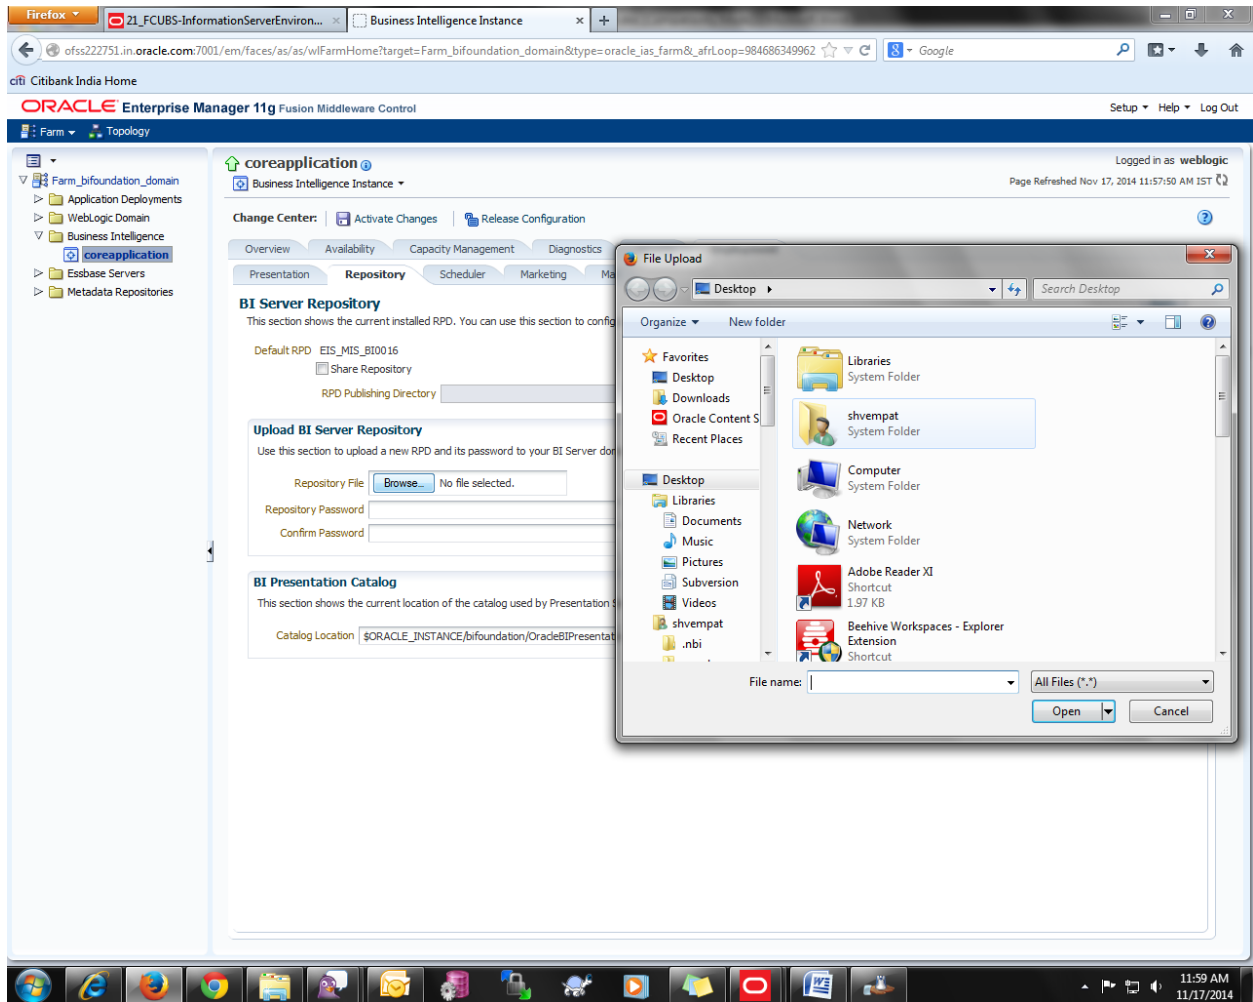 Firefox
21_FCUBS-InformationServerEnviron...
Business Intelligence Instance
ofss222751.in.oracle.com:7001/em/faces/as/as/wlFarmHome?target=Farm_bifoundation_domain&type=oracle_ias_farm&_afrLoop=984686349962
Google
citi Citibank India Home
ORACLE Enterprise Manager 11g Fusion Middleware Control
Setup Help Log Out
Farm Topology
Farm_bifoundation_domain
Application Deployments
WebLogic Domain
Business Intelligence
coreapplication
Essbase Servers
Metadata Repositories
coreapplication
Logged in as weblogic
Business Intelligence Instance
Page Refreshed Nov 17, 2014 11:57:50 AM IST
Change Center: Activate Changes Release Configuration
Overview Availability Capacity Management Diagnostics
Presentation Repository Scheduler Marketing Ma
BI Server Repository
This section shows the current installed RPD. You can use this section to config
Default RPD EIS_MIS_BI0016
Share Repository
RPD Publishing Directory
Upload BI Server Repository
Use this section to upload a new RPD and its password to your BI Server dom
Repository File Browse... No file selected.
Repository Password
Confirm Password
BI Presentation Catalog
This section shows the current location of the catalog used by Presentation S
Catalog Location $ORACLE_INSTANCE/bifoundation/OracleBIPresentat
File Upload
Desktop
Search Desktop
Organize New folder
Favorites
Desktop
Downloads
Oracle Content S
Recent Places
Desktop
Libraries
Documents
Music
Pictures
Subversion
Videos
shvempat
.nbi
Libraries
System Folder
shvempat
System Folder
Computer
System Folder
Network
System Folder
Adobe Reader XI
Shortcut
1.97 KB
Beehive Workspaces - Explorer
Extension
Shortcut
File name:
All Files (*.*)
Open Cancel
11:59 AM
11/17/2014